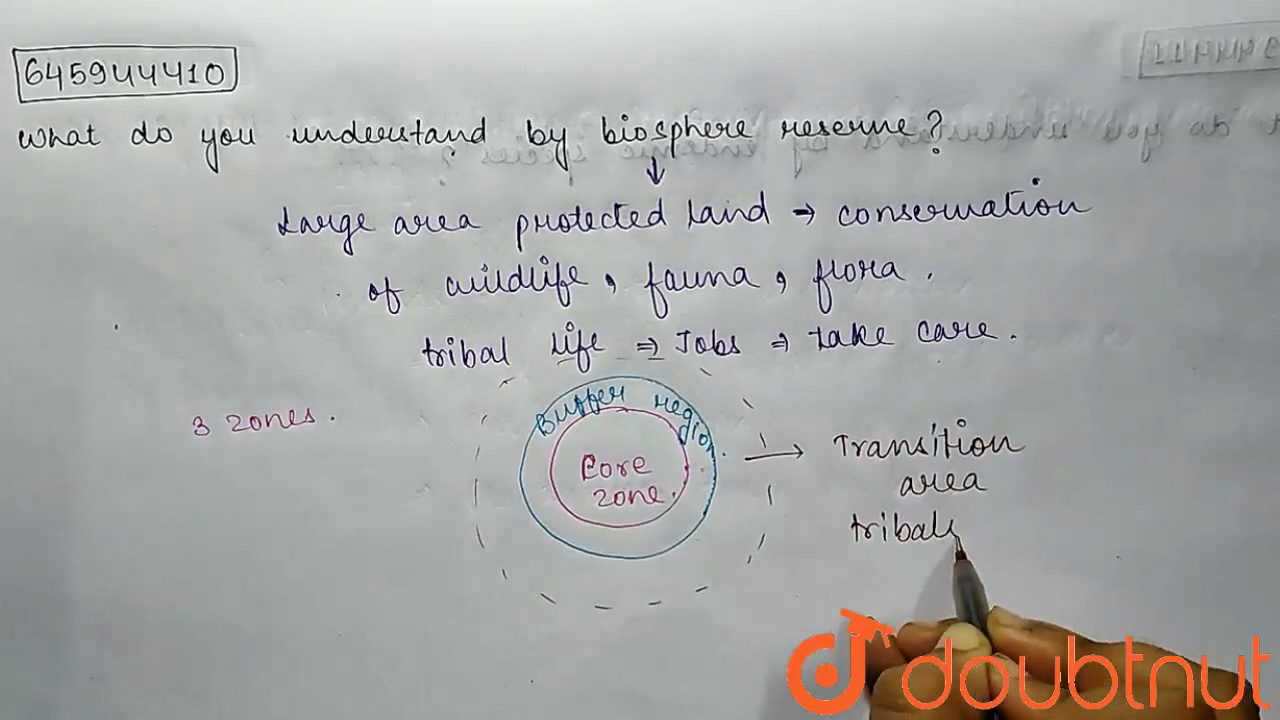 645944410
what do you understand by biosphere reserve?
Large area protected land → conservation
of wildlife, fauna, flora.
tribal life ⇒ Jobs ⇒ take care.
3 zones.
Buffer region.
Core
zone.
→ Transition
area
tribals
doubtnut